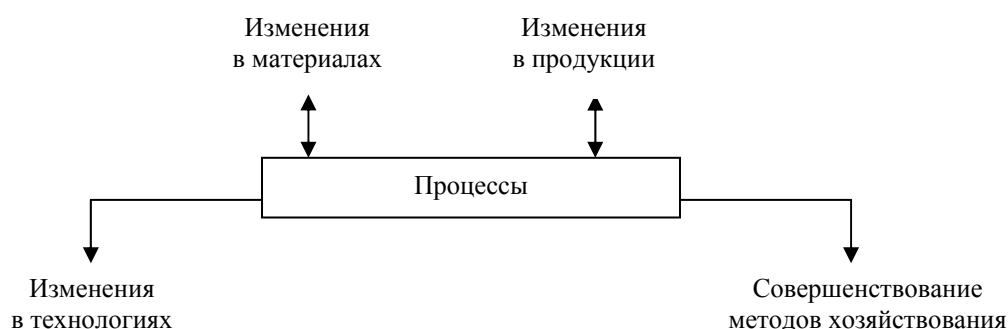 Изменения
в материалах
Изменения
в продукции
Процессы
Изменения
в технологиях
Совершенствование
методов хозяйствования